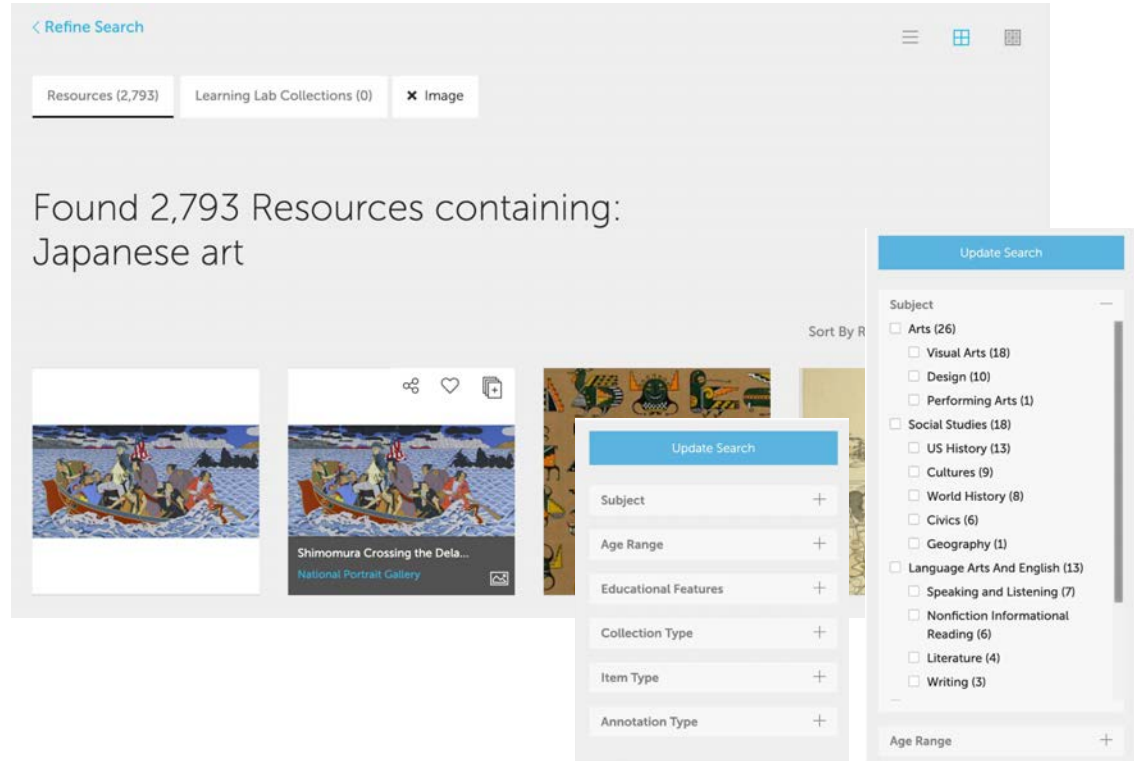 < Refine Search
Resources (2,793)
Learning Lab Collections (0)
× Image
Found 2,793 Resources containing:
Japanese art
Sort By R
Shimomura Crossing the Dela...
National Portrait Gallery
Update Search
Subject
Age Range
Educational Features
Collection Type
Item Type
Annotation Type
Update Search
Subject
Arts (26)
Visual Arts (18)
Design (10)
Performing Arts (1)
Social Studies (18)
US History (13)
Cultures (9)
World History (8)
Civics (6)
Geography (1)
Language Arts And English (13)
Speaking and Listening (7)
Nonfiction Informational
Reading (6)
Literature (4)
Writing (3)
Age Range